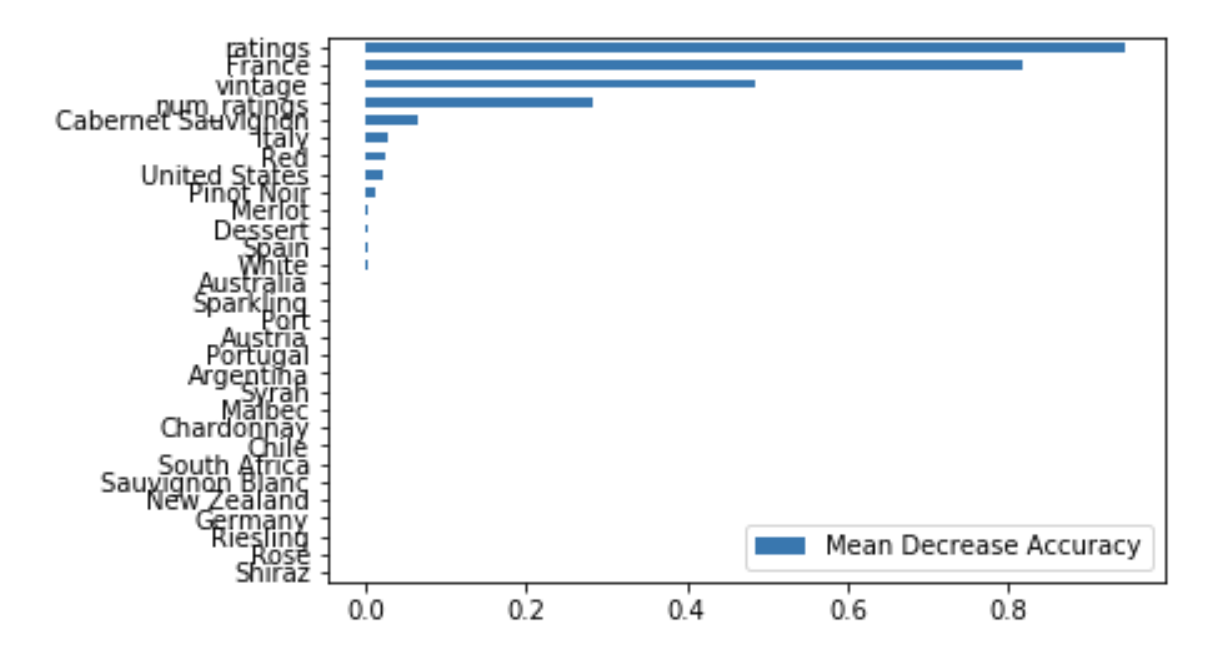 ratings
France
vintage
num_ratings
Cabernet Sauvignon
Italy
Red
United States
Pinot Noir
Merlot
Dessert
Spain
White
Australia
Sparkling
Port
Austria
Portugal
Argentina
Syrah
Malbec
Chardonnay
Chile
South Africa
Sauvignon Blanc
New Zealand
Germany
Riesling
Rose
Shiraz
Mean Decrease Accuracy
0.0 0.2 0.4 0.6 0.8